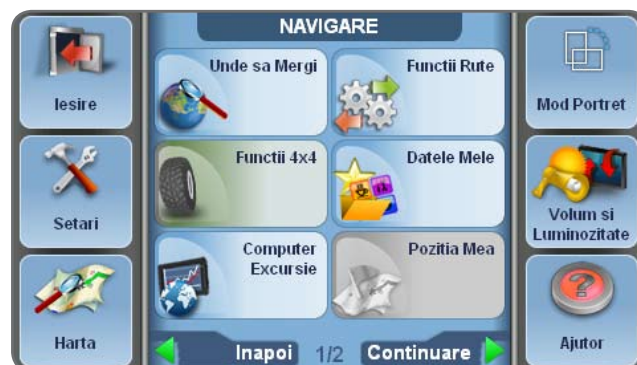 NAVIGARE
Iesire
Unde sa Mergi
Functii Rute
Mod Portret
Setari
Functii 4x4
Datele Mele
Volum si
Luminozitate
Harta
Computer
Excursie
Pozitia Mea
Ajutor
Inapoi 1/2 Continuare